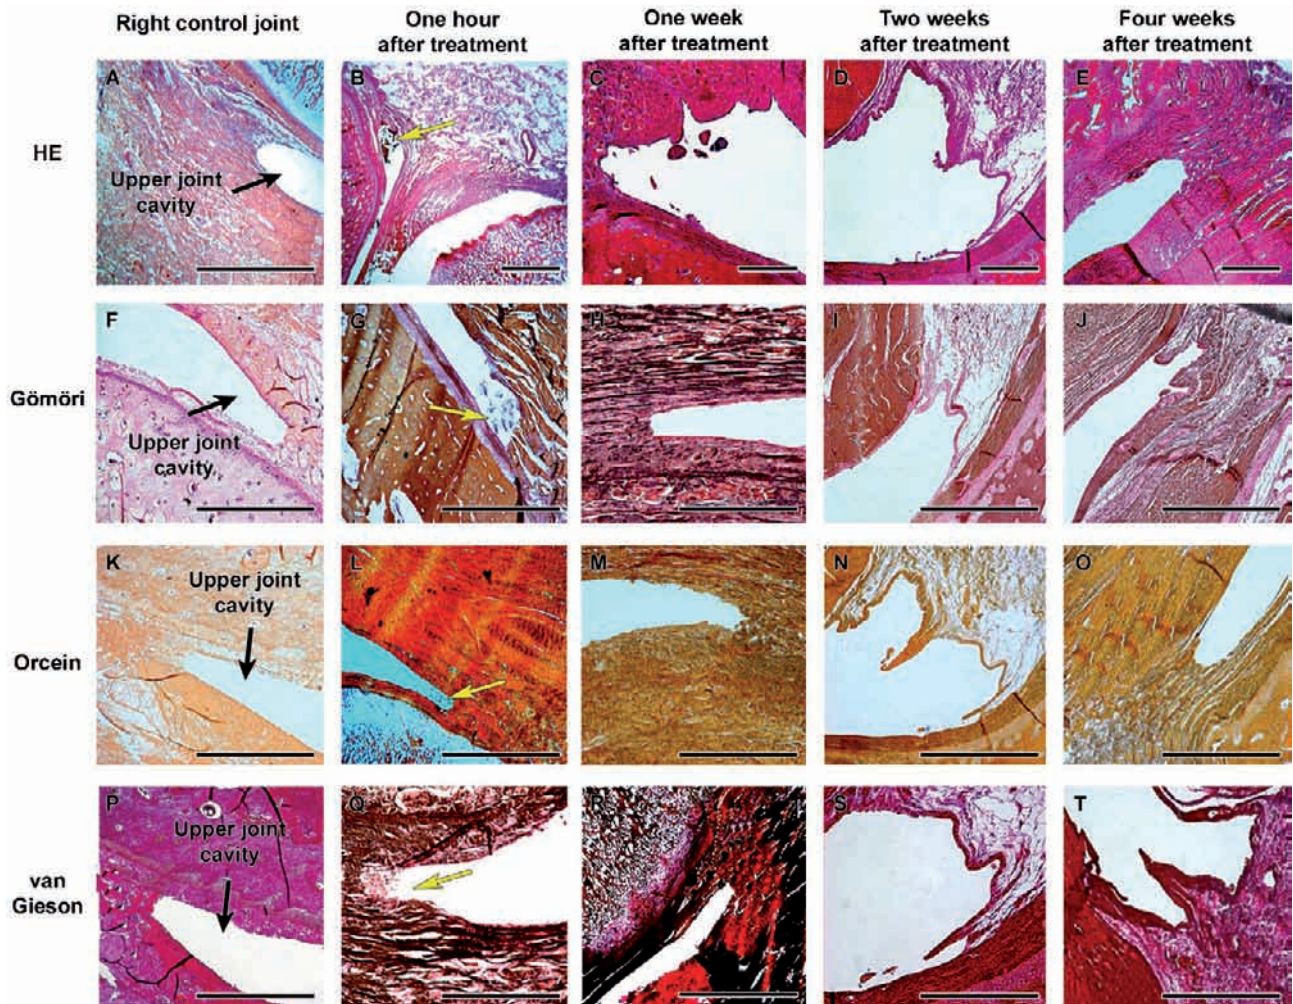 Right control joint
One hour
after treatment
One week
after treatment
Two weeks
after treatment
Four weeks
after treatment
HE
A
Upper joint
cavity
B
C
D
E
Gömöri
F
Upper joint
cavity
G
H
I
J
Orcein
K
Upper joint
cavity
L
M
N
O
van
Gieson
P
Upper joint
cavity
Q
R
S
T